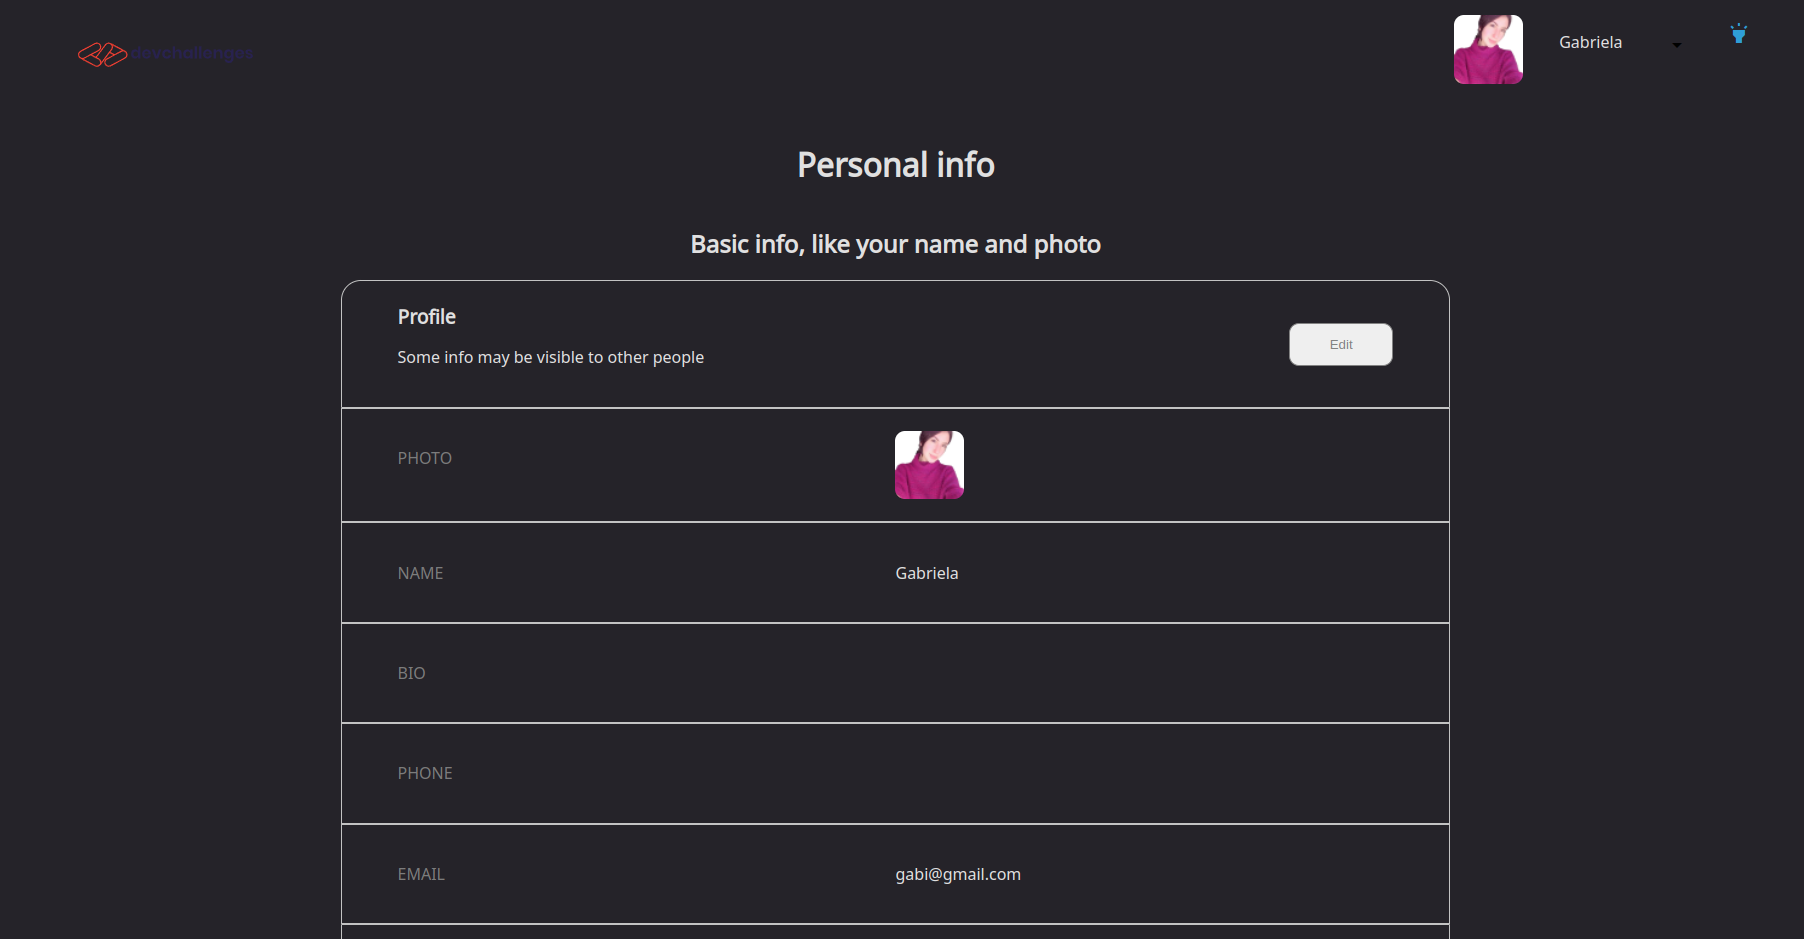 devchallenges
Gabriela
Personal info
Basic info, like your name and photo
Profile
Some info may be visible to other people
Edit
PHOTO
NAME
Gabriela
BIO
PHONE
EMAIL
gabi@gmail.com